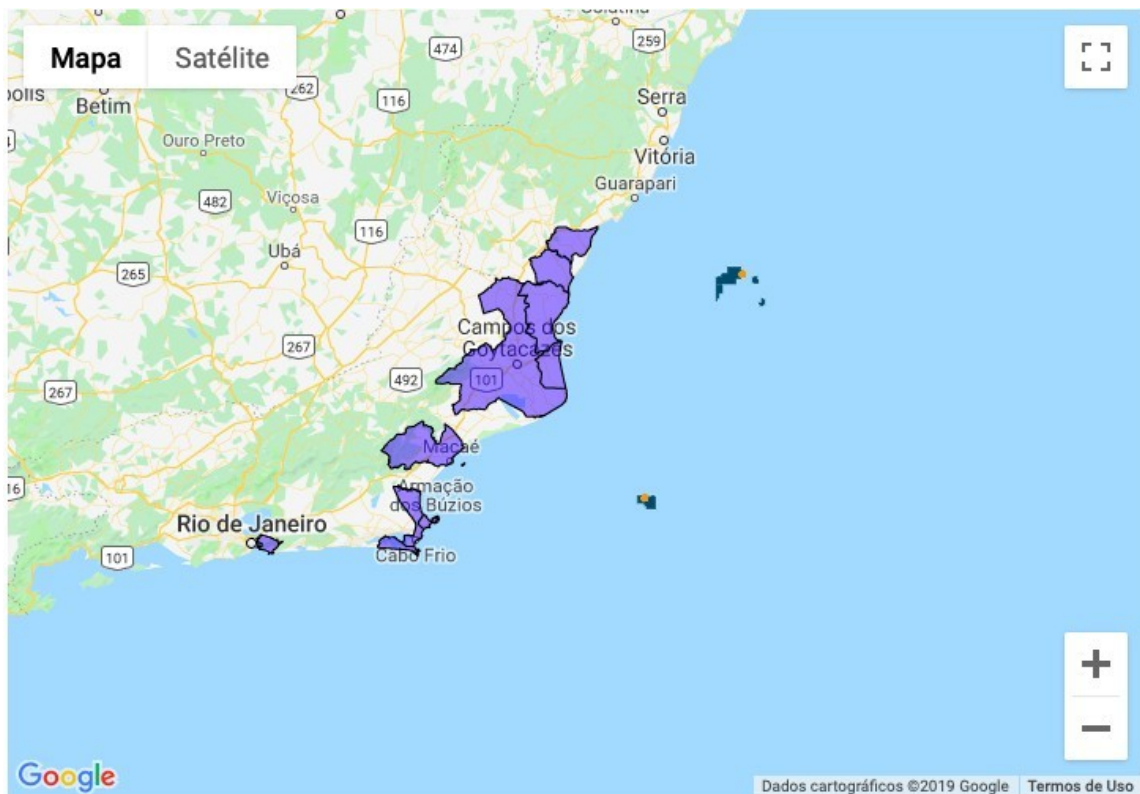 Mapa
Satélite
474
259
262
116
Betim
Serra
Ouro Preto
Vitória
482
Viçosa
Guarapari
116
Ubá
265
Campos dos
Goytacazes
267
492
101
267
Macaé
Armação
dos Búzios
16
Rio de Janeiro
101
Cabo Frio
Google
Dados cartográficos ©2019 Google
Termos de Uso